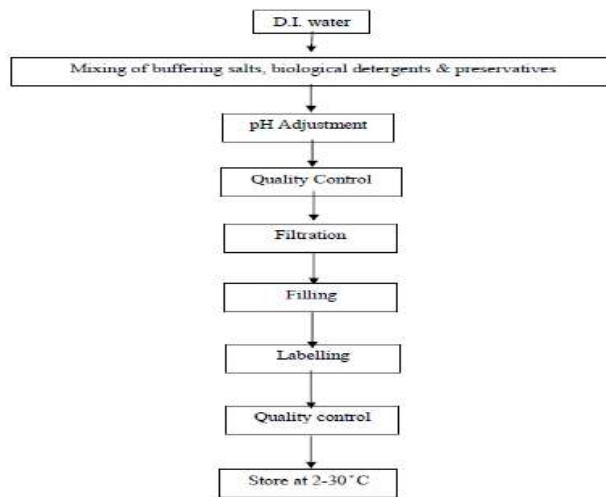 D.I. water
Mixing of buffering salts, biological detergents & preservatives
pH Adjustment
Quality Control
Filtration
Filling
Labelling
Quality control
Store at 2-30˚C